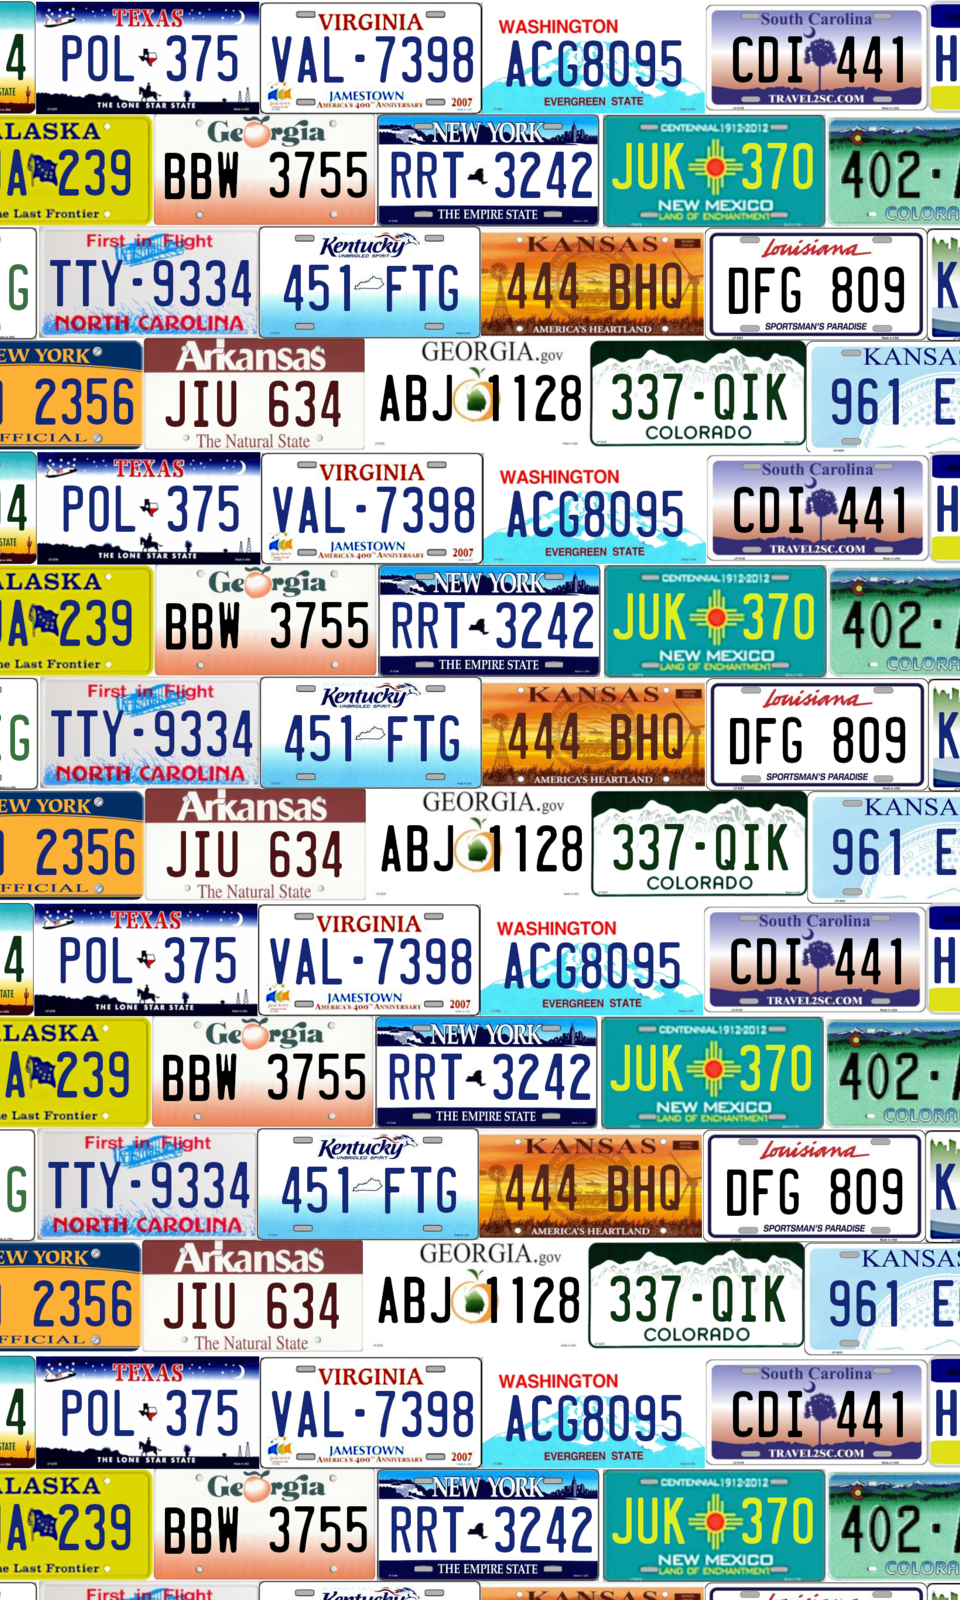 4 TEXAS POL 375 THE LONE STAR STATE
VIRGINIA VAL-7398 JAMESTOWN AMERICA'S 400TH ANNIVERSARY 2007
WASHINGTON ACG8095 EVERGREEN STATE
South Carolina CDI 441 TRAVEL2SC.COM
H
ALASKA A 239 The Last Frontier
Georgia BBW 3755
NEW YORK RRT 3242 THE EMPIRE STATE
CENTENNIAL 1912-2012 JUK 370 NEW MEXICO LAND OF ENCHANTMENT
402· COLORA
G
First in Flight TTY-9334 NORTH CAROLINA
Kentucky UNBRIDLED SPIRIT 451 FTG
KANSAS 444 BHQ AMERICA'S HEARTLAND
Louisiana DFG 809 SPORTSMAN'S PARADISE
K
EW YORK 2356 FFICIAL
Arkansas JIU 634 The Natural State
GEORGIA.gov ABJ 1128
337-QIK COLORADO
KANSA 961 E
4 STATE
TEXAS POL 375 THE LONE STAR STATE
VIRGINIA VAL-7398 JAMESTOWN AMERICA'S 400TH ANNIVERSARY 2007
WASHINGTON ACG8095 EVERGREEN STATE
South Carolina CDI 441 TRAVEL2SC.COM
H
ALASKA A 239 The Last Frontier
Georgia BBW 3755
NEW YORK RRT 3242 THE EMPIRE STATE
CENTENNIAL 1912-2012 JUK 370 NEW MEXICO LAND OF ENCHANTMENT
402· COLORA
G
First in Flight TTY-9334 NORTH CAROLINA
Kentucky UNBRIDLED SPIRIT 451 FTG
KANSAS 444 BHQ AMERICA'S HEARTLAND
Louisiana DFG 809 SPORTSMAN'S PARADISE
K
EW YORK 2356 FFICIAL
Arkansas JIU 634 The Natural State
GEORGIA.gov ABJ 1128
337-QIK COLORADO
KANSA 961 E
4 TATE
TEXAS POL 375 THE LONE STAR STATE
VIRGINIA VAL-7398 JAMESTOWN AMERICA'S 400TH ANNIVERSARY 2007
WASHINGTON ACG8095 EVERGREEN STATE
South Carolina CDI 441 TRAVEL2SC.COM
H
ALASKA A 239 The Last Frontier
Georgia BBW 3755
NEW YORK RRT 3242 THE EMPIRE STATE
CENTENNIAL 1912-2012 JUK 370 NEW MEXICO LAND OF ENCHANTMENT
402· COLORA
G
First in Flight TTY-9334 NORTH CAROLINA
Kentucky UNBRIDLED SPIRIT 451 FTG
KANSAS 444 BHQ AMERICA'S HEARTLAND
Louisiana DFG 809 SPORTSMAN'S PARADISE
K
EW YORK 2356 FFICIAL
Arkansas JIU 634 The Natural State
GEORGIA.gov ABJ 1128
337-QIK COLORADO
KANSA 961 E
4 STATE
TEXAS POL 375 THE LONE STAR STATE
VIRGINIA VAL-7398 JAMESTOWN AMERICA'S 400TH ANNIVERSARY 2007
WASHINGTON ACG8095 EVERGREEN STATE
South Carolina CDI 441 TRAVEL2SC.COM
H
ALASKA A 239 The Last Frontier
Georgia BBW 3755
NEW YORK RRT 3242 THE EMPIRE STATE
CENTENNIAL 1912-2012 JUK 370 NEW MEXICO LAND OF ENCHANTMENT
402· COLORA
First in Flight
Kentucky
KANSAS
Louisiana